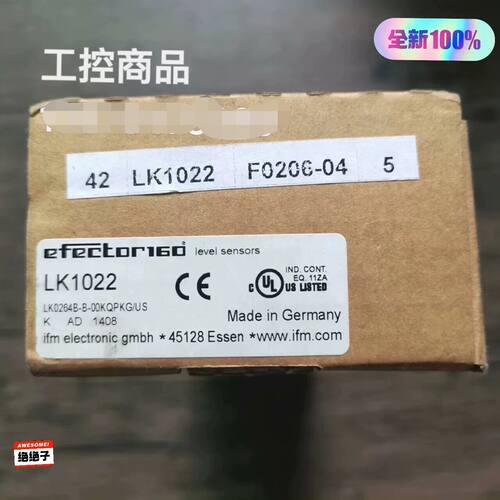 全新100%
工控商品
42 LK1022 F0206-04 5
efector160 level sensors
LK1022
LK0264B-B-00KQPKG/US
K AD 1408
ifm electronic gmbh ★ 45128 Essen ★ www.ifm.com
CE
C UL US LISTED
IND. CONT.
EQ. 11ZA
Made in Germany
AWESOME!
绝绝子